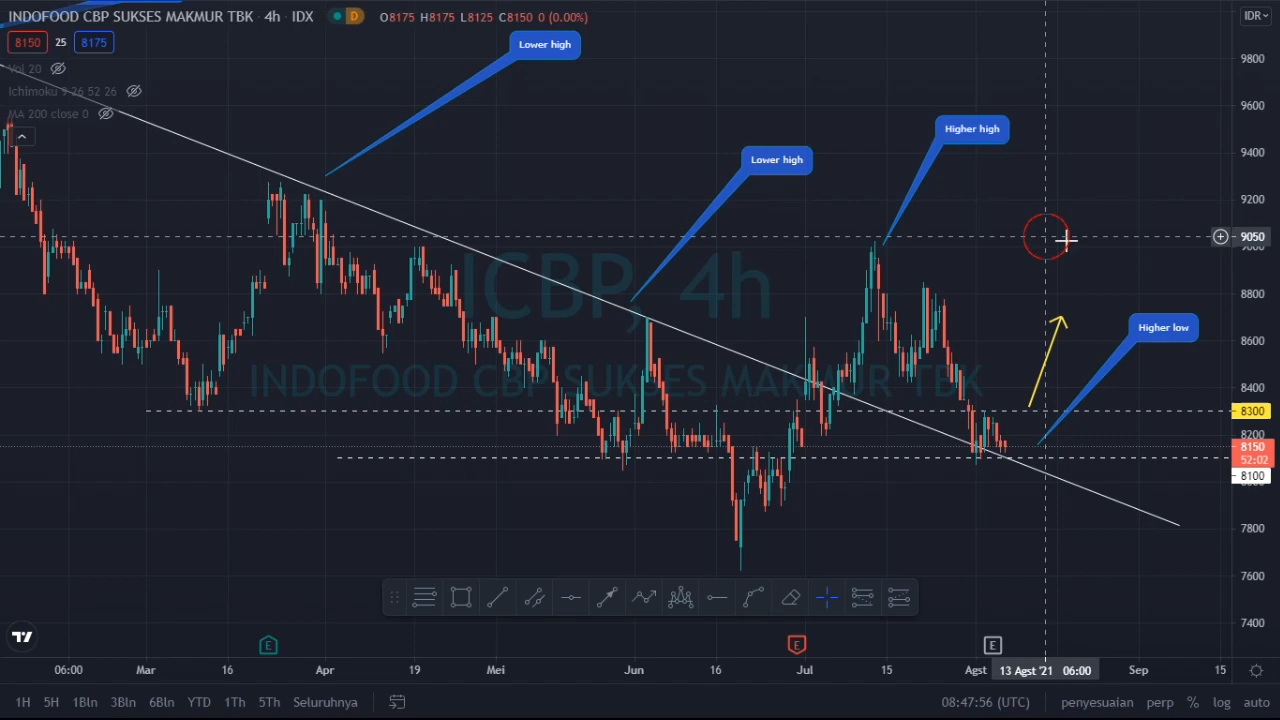 INDOFOOD CBP SUKSES MAKMUR TBK · 4h · IDX D O8175 H8175 L8125 C8150 0 (0.00%)
IDR
8150 25 8175
Lower high
9800
Vol 20
Ichimoku 9 26 52 26
9600
MA 200 close 0
Higher high
Lower high
9400
9200
9050
9000
ICBP, 4h
8800
Higher low
8600
INDOFOOD CBP SUKSES MAKMUR TBK
8400
8300
8200
8150
52:02
8100
7800
7600
7400
E E E
06:00 Mar 16 Apr 19 Mei Jun 16 Jul 15 Agst 13 Agst '21 06:00 Sep 15
1H 5H 1Bln 3Bln 6Bln YTD 1Th 5Th Seluruhnya 08:47:56 (UTC) penyesuaian perp % log auto